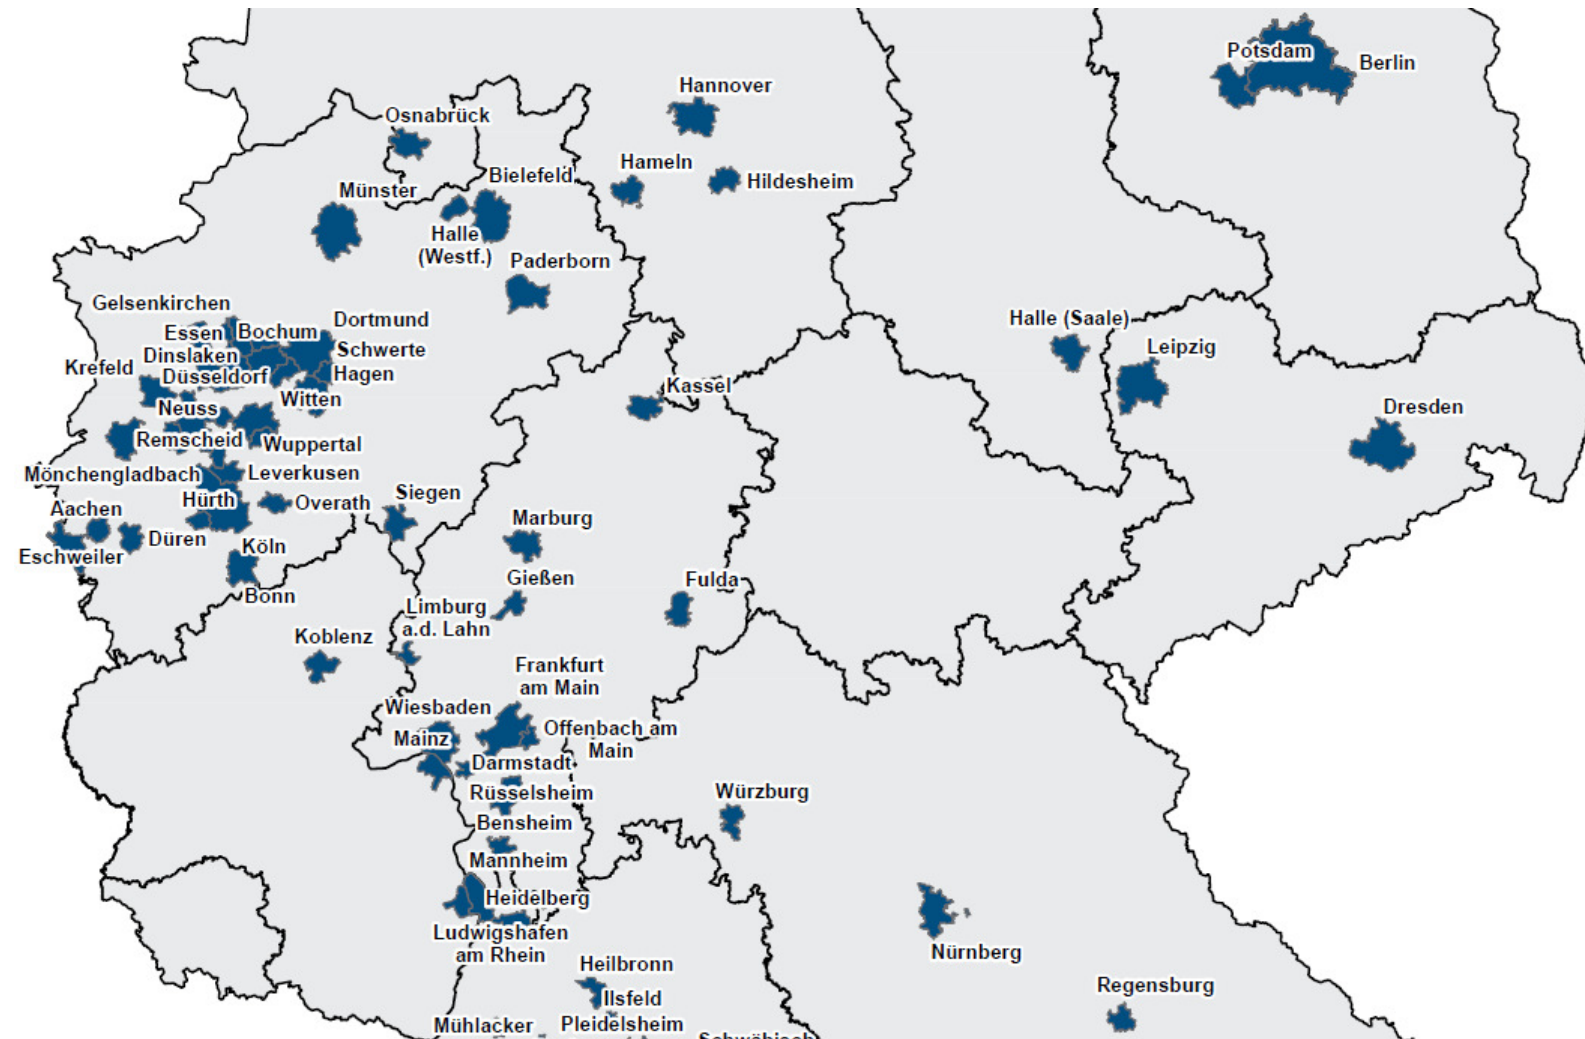 Potsdam
Berlin
Hannover
Osnabrück
Hameln
Hildesheim
Bielefeld
Münster
Halle
(Westf.)
Paderborn
Gelsenkirchen
Essen
Bochum
Dortmund
Dinslaken
Schwerte
Krefeld
Düsseldorf
Hagen
Witten
Neuss
Remscheid
Wuppertal
Mönchengladbach
Leverkusen
Hürth
Overath
Aachen
Düren
Eschweiler
Köln
Bonn
Siegen
Halle (Saale)
Leipzig
Kassel
Dresden
Marburg
Gießen
Fulda
Limburg
a.d. Lahn
Koblenz
Frankfurt
am Main
Wiesbaden
Mainz
Offenbach am
Main
Darmstadt
Rüsselsheim
Bensheim
Mannheim
Heidelberg
Ludwigshafen
am Rhein
Würzburg
Nürnberg
Heilbronn
Ilsfeld
Pleidelsheim
Mühlacker
Schwäbisch
Regensburg